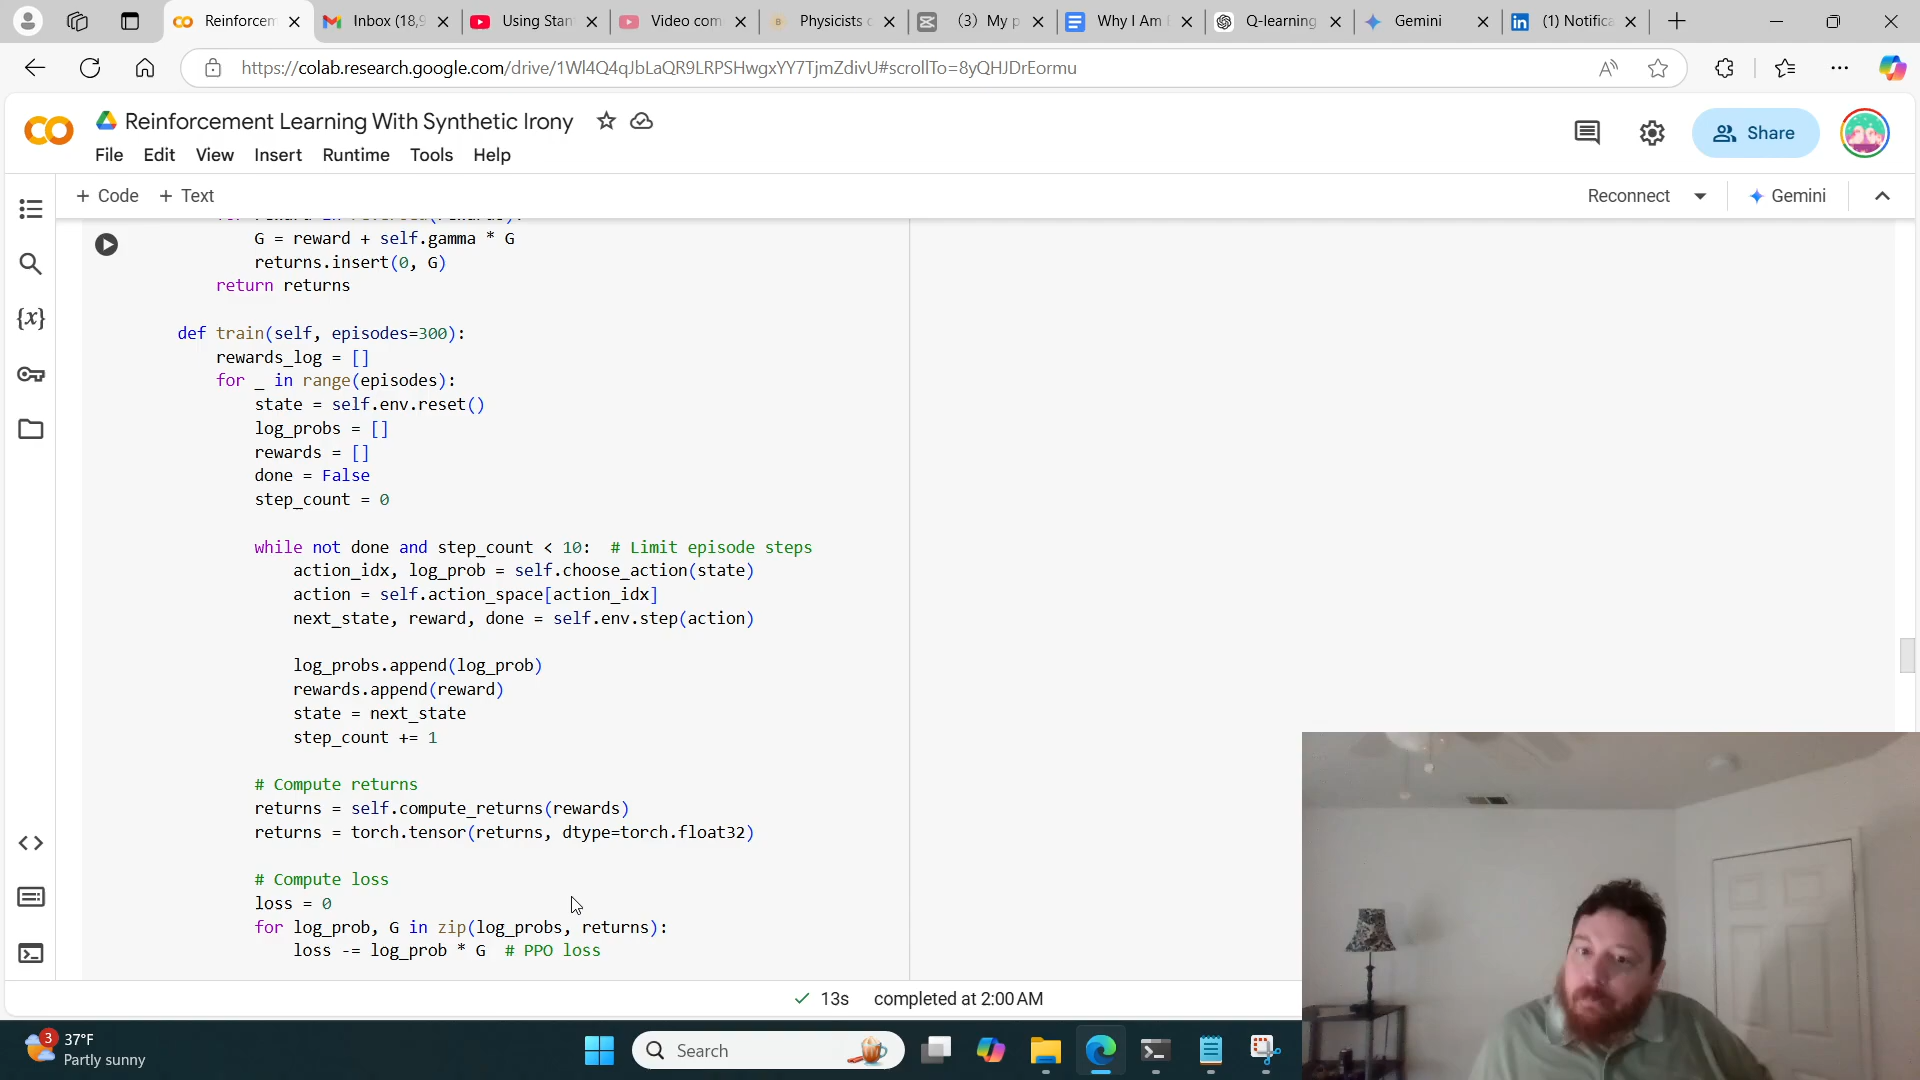 Reinforcem
Inbox (18,9
Using Stan
Video com
Physicists c
(3) My p
Why I Am
Q-learning
Gemini
(1) Notifica
https://colab.research.google.com/drive/1Wl4Q4qJbLaQR9LRPSHwgxYY7TjmZdivU#scrollTo=8yQHJDrEormu
Reinforcement Learning With Synthetic Irony
Share
File Edit View Insert Runtime Tools Help
+ Code + Text
Reconnect
Gemini
G = reward + self.gamma * G
returns.insert(0, G)
return returns
def train(self, episodes=300):
rewards_log = []
for _ in range(episodes):
state = self.env.reset()
log_probs = []
rewards = []
done = False
step_count = 0
while not done and step_count < 10: # Limit episode steps
action_idx, log_prob = self.choose_action(state)
action = self.action_space[action_idx]
next_state, reward, done = self.env.step(action)
log_probs.append(log_prob)
rewards.append(reward)
state = next_state
step_count += 1
# Compute returns
returns = self.compute_returns(rewards)
returns = torch.tensor(returns, dtype=torch.float32)
# Compute loss
loss = 0
for log_prob, G in zip(log_probs, returns):
loss -= log_prob * G # PPO loss
13s completed at 2:00 AM
3
37°F
Partly sunny
Search